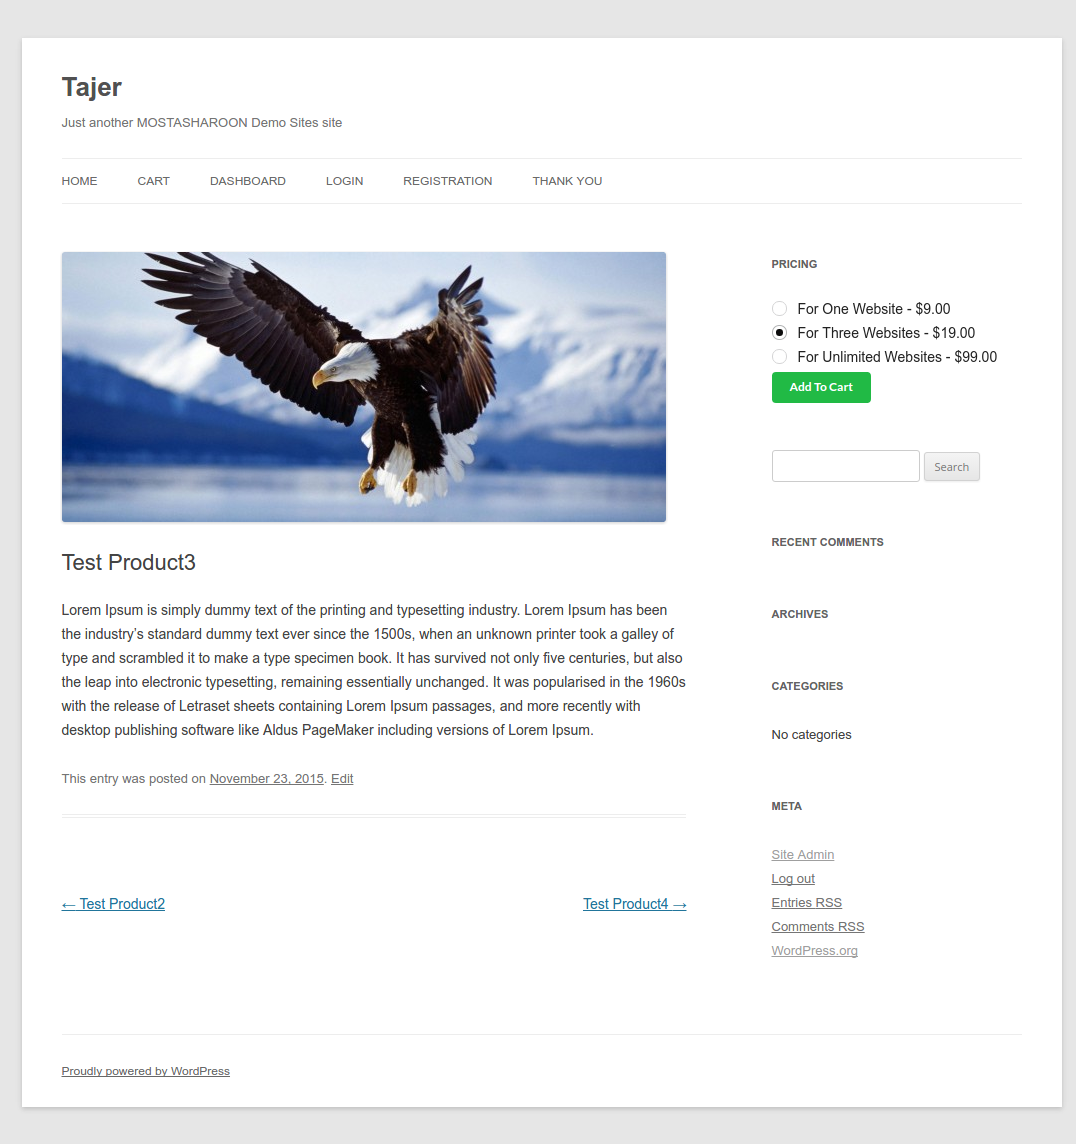 Tajer
Just another MOSTASHAROON Demo Sites site
HOME CART DASHBOARD LOGIN REGISTRATION THANK YOU
Test Product3
Lorem Ipsum is simply dummy text of the printing and typesetting industry. Lorem Ipsum has been
the industry’s standard dummy text ever since the 1500s, when an unknown printer took a galley of
type and scrambled it to make a type specimen book. It has survived not only five centuries, but also
the leap into electronic typesetting, remaining essentially unchanged. It was popularised in the 1960s
with the release of Letraset sheets containing Lorem Ipsum passages, and more recently with
desktop publishing software like Aldus PageMaker including versions of Lorem Ipsum.
This entry was posted on November 23, 2015. Edit
← Test Product2
Test Product4 →
PRICING
For One Website - $9.00
For Three Websites - $19.00
For Unlimited Websites - $99.00
Add To Cart
Search
RECENT COMMENTS
ARCHIVES
CATEGORIES
No categories
META
Site Admin
Log out
Entries RSS
Comments RSS
WordPress.org
Proudly powered by WordPress